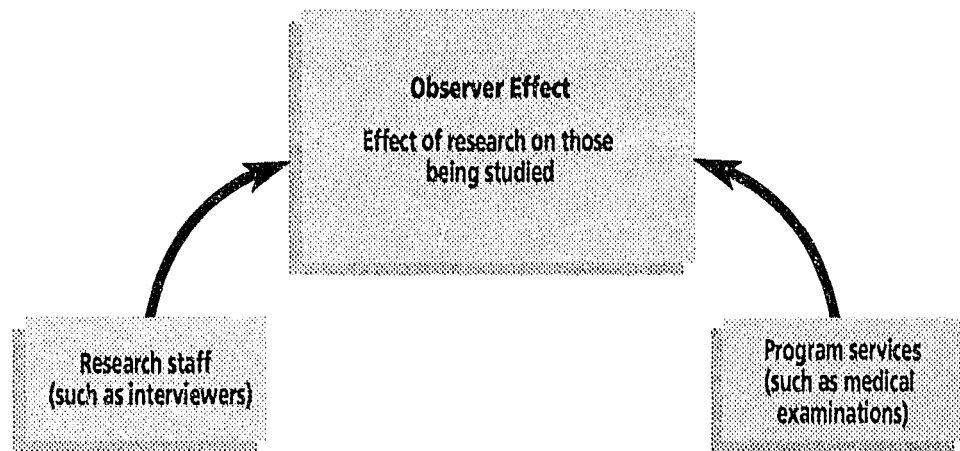 Observer Effect
Effect of research on those
being studied
Research staff
(such as interviewers)
Program services
(such as medical
examinations)